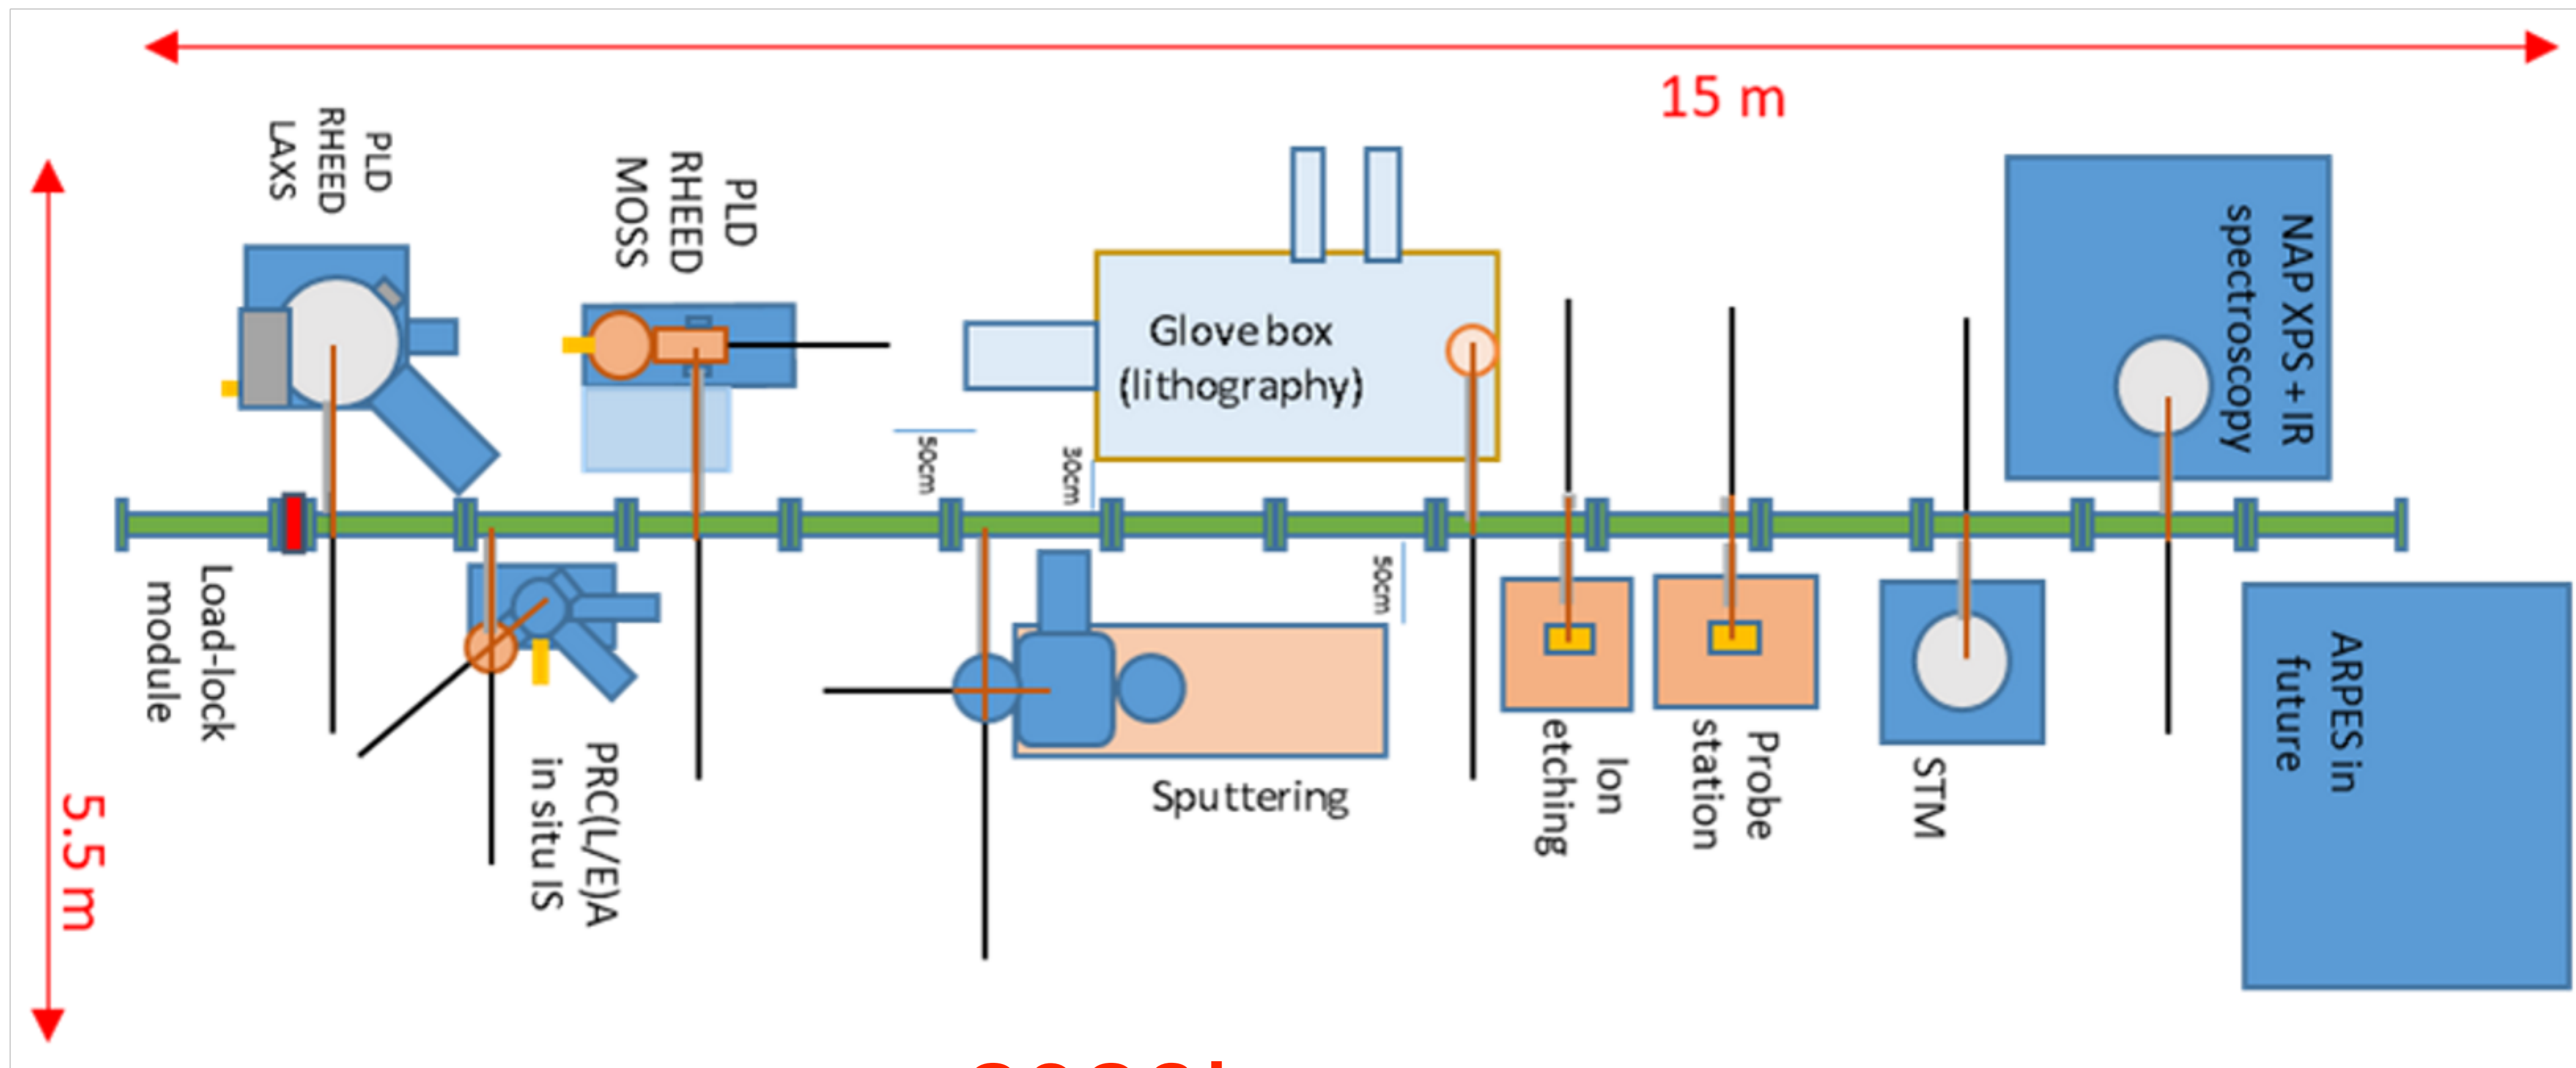 15 m
PLD
RHEED
LAXS
PLD
RHEED
MOSS
Glove box
(lithography)
NAP XPS + IR
spectroscopy
50cm
30cm
50cm
Load-lock
module
PRC(L/E)A
in situ IS
Sputtering
Ion
etching
Probe
station
STM
ARPES in
future
5.5 m